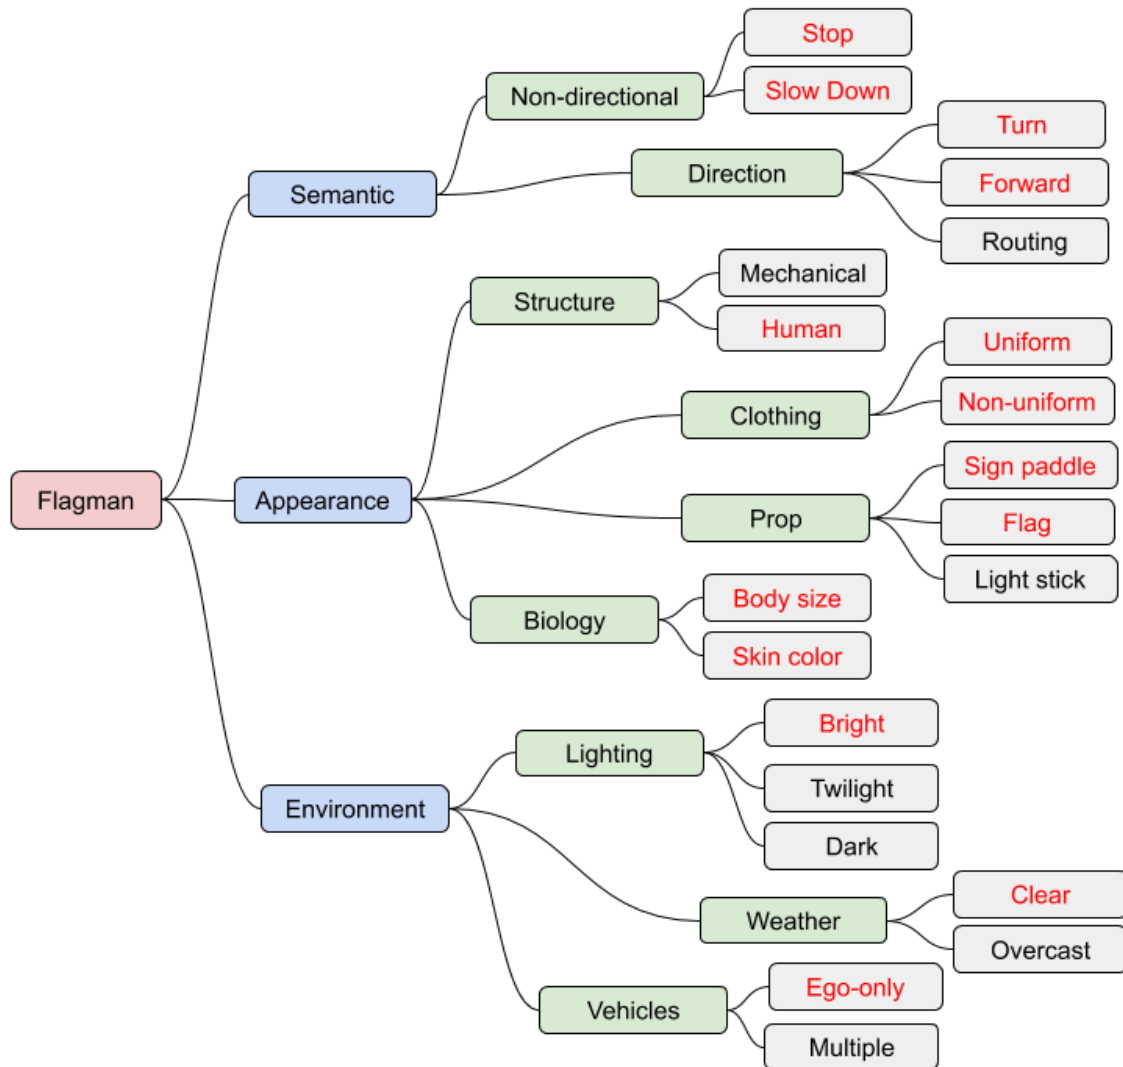 Stop
Non-directional
Slow Down
Turn
Semantic
Direction
Forward
Routing
Mechanical
Structure
Human
Uniform
Clothing
Non-uniform
Sign paddle
Flagman
Appearance
Prop
Flag
Light stick
Body size
Biology
Skin color
Bright
Lighting
Twilight
Environment
Dark
Clear
Weather
Overcast
Ego-only
Vehicles
Multiple